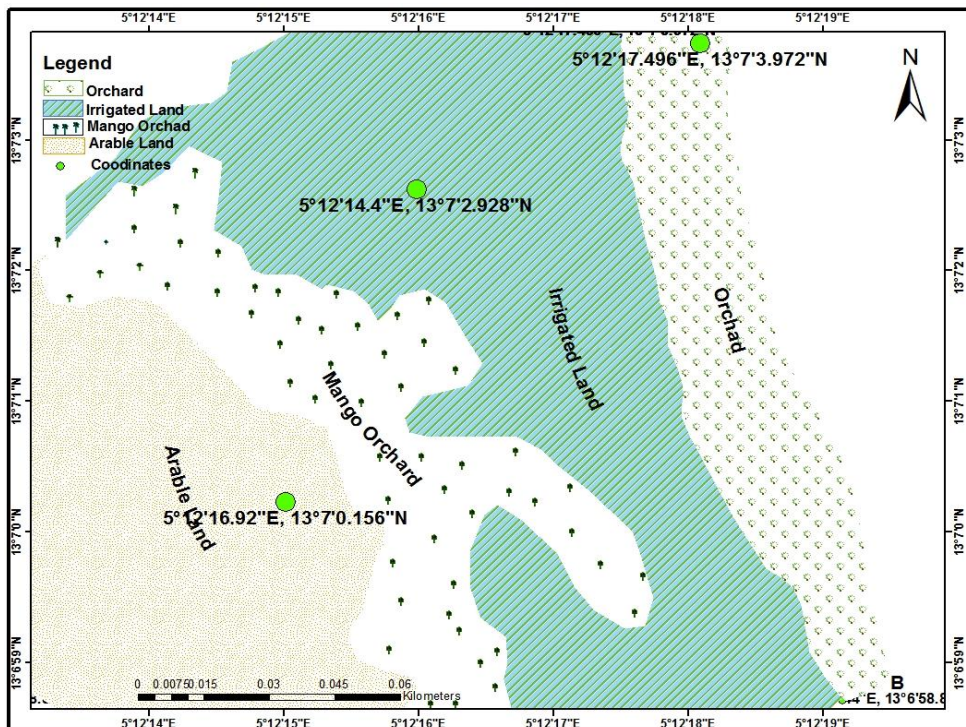 5°12'14"E 5°12'15"E 5°12'16"E 5°12'17"E 5°12'18"E 5°12'19"E
5°12'17.496"E, 13°7'3.972"N
N
Legend
Orchard
Irrigated Land
Mango Orchad
Arable Land
Coodinates
13°7'3"N
13°7'3"N
5°12'14.4"E, 13°7'2.928"N
13°7'2"N
13°7'2"N
Irrigated Land
Orchad
13°7'1"N
13°7'1"N
Mango Orchard
Arable Land
5°12'16.92"E, 13°7'0.156"N
13°7'0"N
13°7'0"N
13°6'59"N
13°6'59"N
B
0 0.0075 0.015 0.03 0.045 0.06
Kilometers
4"E, 13°6'58.8
5°12'14"E 5°12'15"E 5°12'16"E 5°12'17"E 5°12'18"E 5°12'19"E